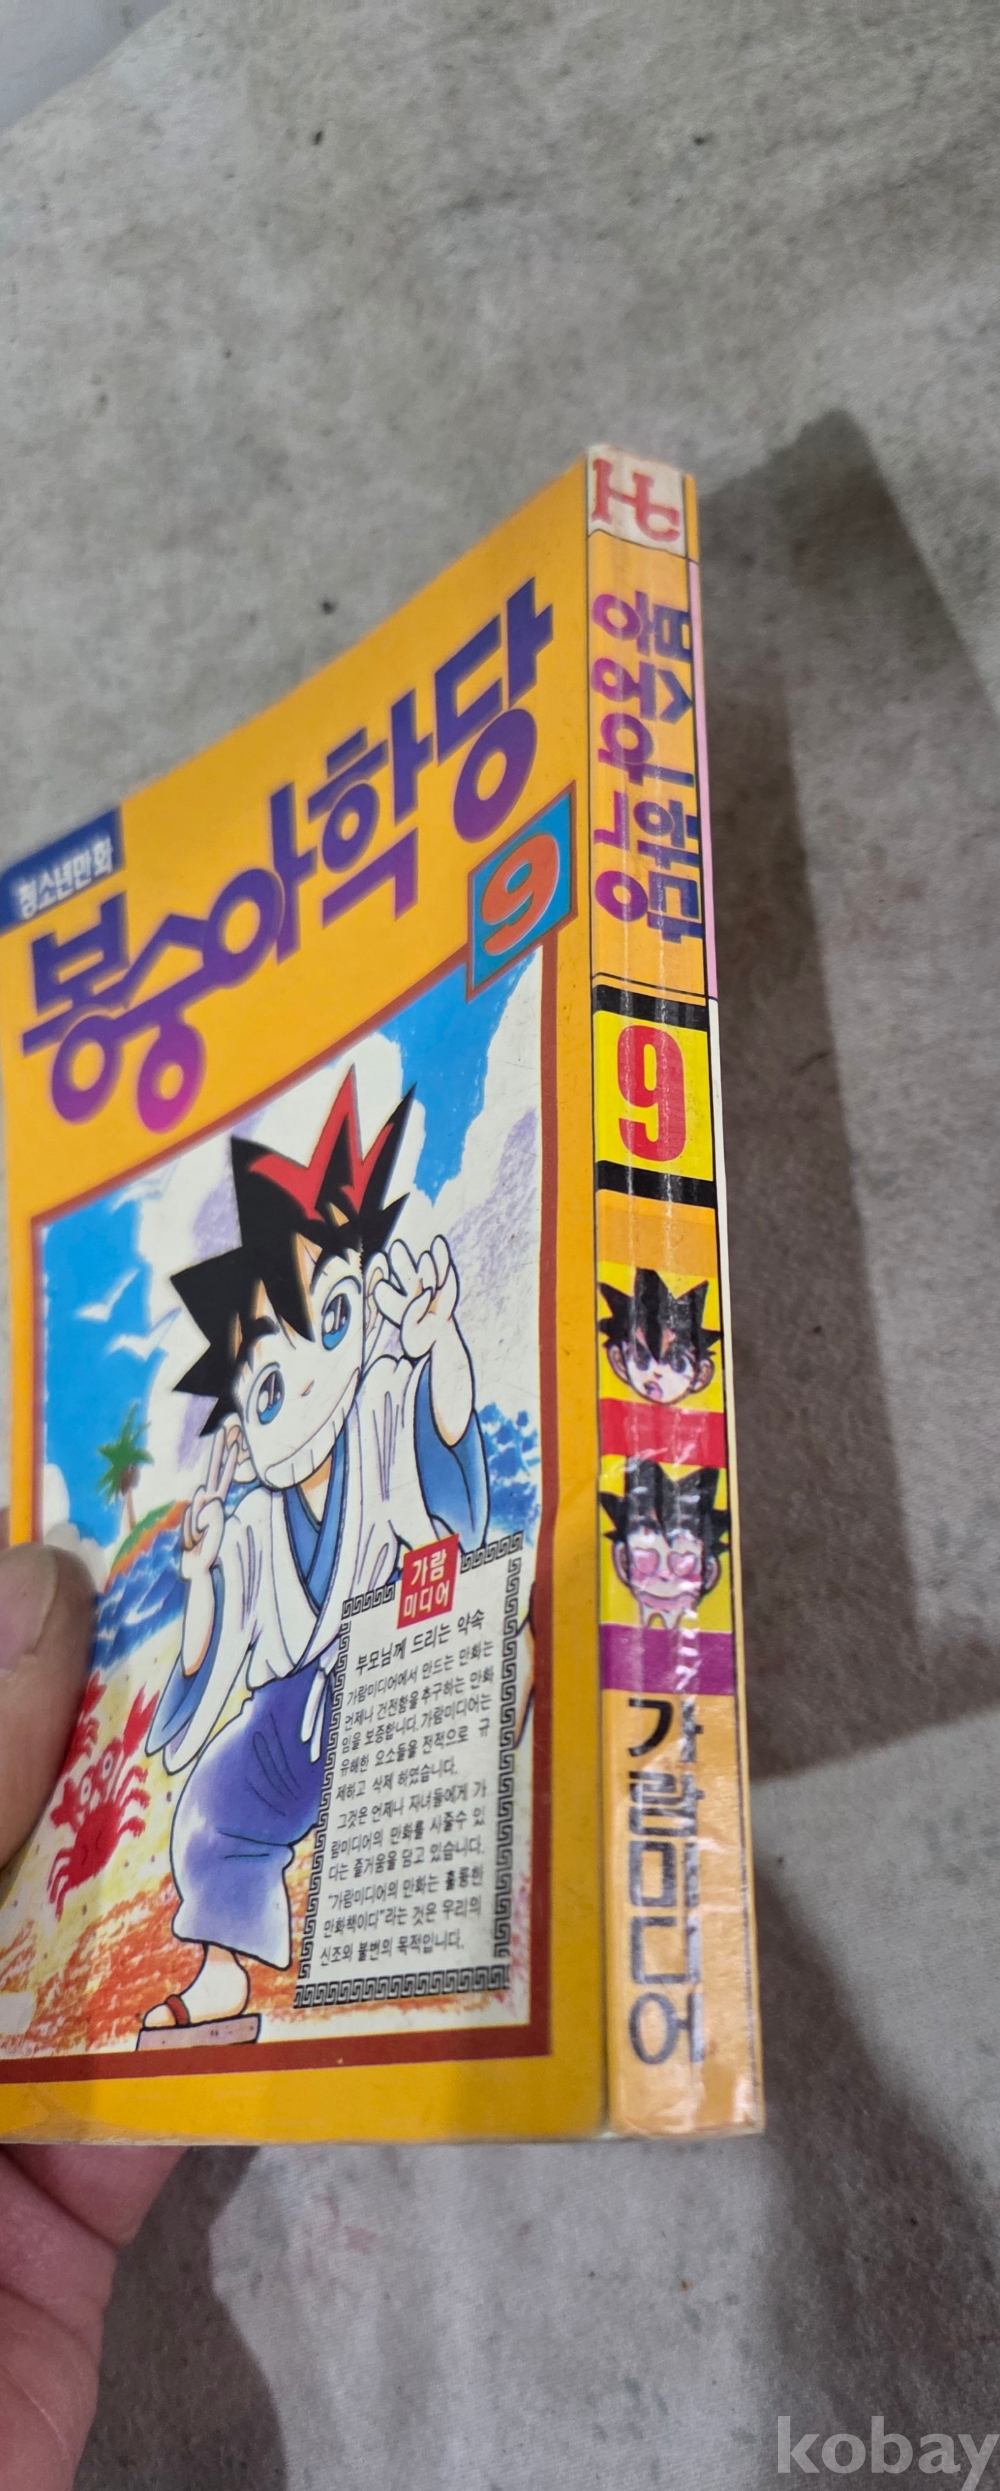 청소년만화
봉숭아학당
9
가람
미디어
부모님께 드리는 약속
가람미디어에서 만드는 만화는
언제나 건전함을 추구하는 만화
임을 보증합니다. 가람미디어는
유해한 요소들을 전적으로 규
제하고 삭제 하였습니다.
그것은 언제나 자녀들에게 가
람미디어의 만화를 사줄수 있
다는 즐거움을 담고 있습니다.
"가람미디어의 만화는 훌륭한
만화책이다"라는 것은 우리의
신조와 불변의 목적입니다.
HC
봉숭아학당
9
가람미디어
kobay